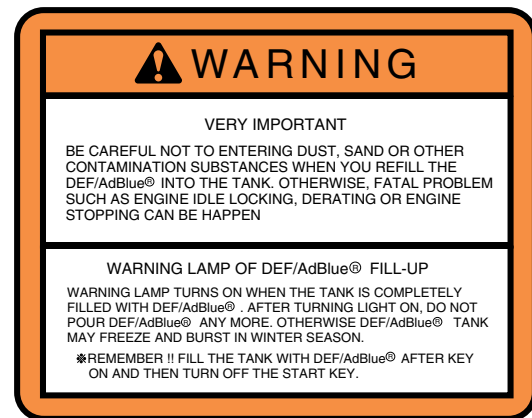 WARNING
VERY IMPORTANT
BE CAREFUL NOT TO ENTERING DUST, SAND OR OTHER
CONTAMINATION SUBSTANCES WHEN YOU REFILL THE
DEF/AdBlue® INTO THE TANK. OTHERWISE, FATAL PROBLEM
SUCH AS ENGINE IDLE LOCKING, DERATING OR ENGINE
STOPPING CAN BE HAPPEN
WARNING LAMP OF DEF/AdBlue® FILL-UP
WARNING LAMP TURNS ON WHEN THE TANK IS COMPLETELY
FILLED WITH DEF/AdBlue® . AFTER TURNING LIGHT ON, DO NOT
POUR DEF/AdBlue® ANY MORE. OTHERWISE DEF/AdBlue® TANK
MAY FREEZE AND BURST IN WINTER SEASON.
※REMEMBER !! FILL THE TANK WITH DEF/AdBlue® AFTER KEY
ON AND THEN TURN OFF THE START KEY.